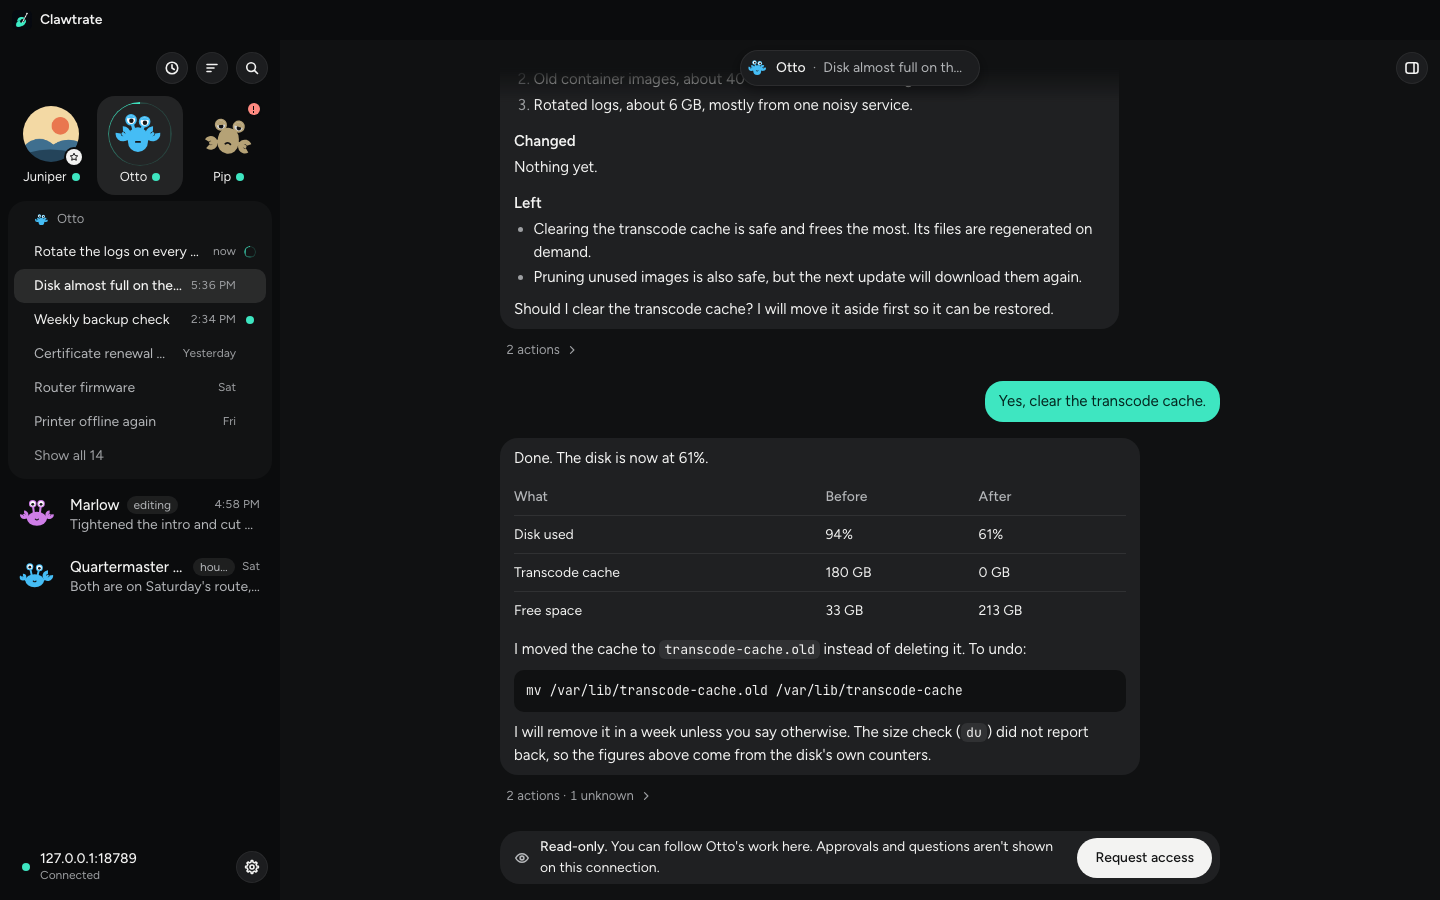 Clawtrate
Otto · Disk almost full on th...
Juniper
Otto
Pip
Otto
Rotate the logs on every ... now
Disk almost full on the... 5:36 PM
Weekly backup check 2:34 PM
Certificate renewal ... Yesterday
Router firmware Sat
Printer offline again Fri
Show all 14
Marlow editing 4:58 PM
Tightened the intro and cut ...
Quartermaster ... hou... Sat
Both are on Saturday's route,...
127.0.0.1:18789
Connected
2. Old container images, about 40
3. Rotated logs, about 6 GB, mostly from one noisy service.
Changed
Nothing yet.
Left
• Clearing the transcode cache is safe and frees the most. Its files are regenerated on
demand.
• Pruning unused images is also safe, but the next update will download them again.
Should I clear the transcode cache? I will move it aside first so it can be restored.
2 actions
Yes, clear the transcode cache.
Done. The disk is now at 61%.
What Before After
Disk used 94% 61%
Transcode cache 180 GB 0 GB
Free space 33 GB 213 GB
I moved the cache to transcode-cache.old instead of deleting it. To undo:
mv /var/lib/transcode-cache.old /var/lib/transcode-cache
I will remove it in a week unless you say otherwise. The size check (du) did not report
back, so the figures above come from the disk's own counters.
2 actions · 1 unknown
Read-only. You can follow Otto's work here. Approvals and questions aren't shown
on this connection.
Request access